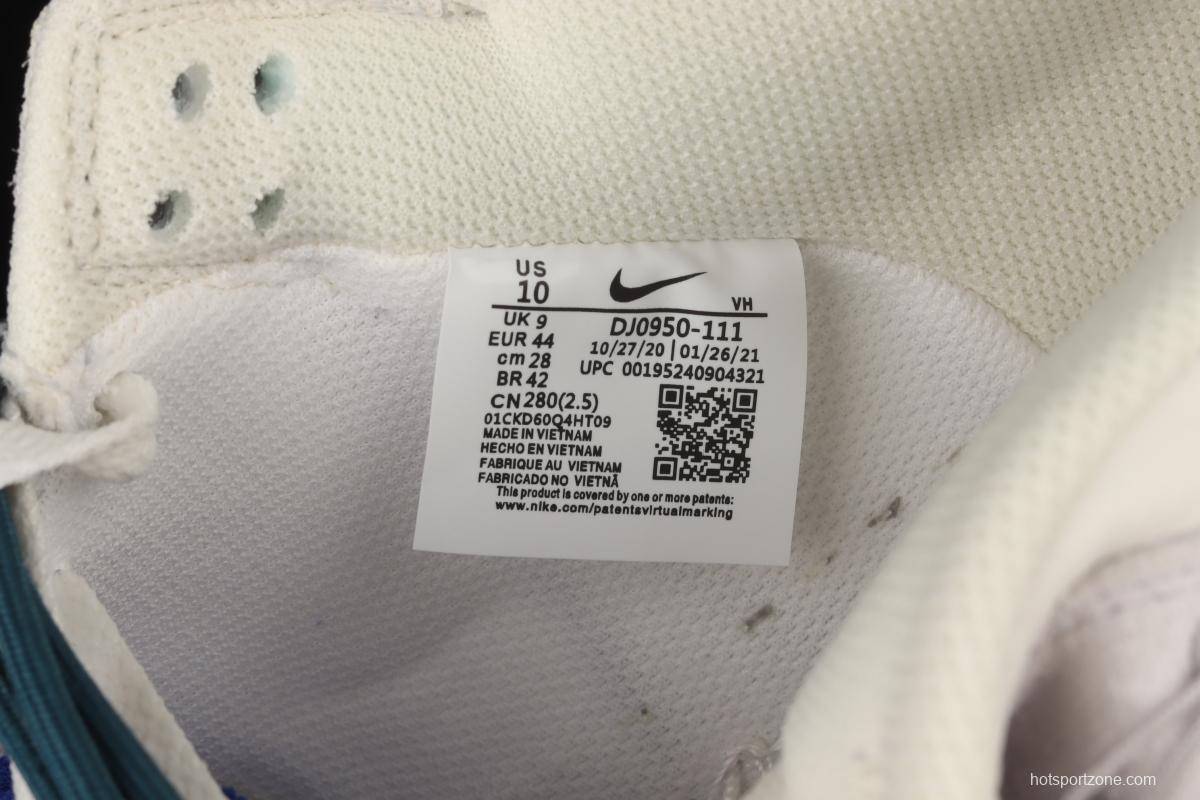 US
10
VH
UK 9
EUR 44
cm 28
BR 42
CN 280(2.5)
DJ0950-111
10/27/20 | 01/26/21
UPC 00195240904321
01CKD60Q4HT09
MADE IN VIETNAM
HECHO EN VIETNAM
FABRIQUE AU VIETNAM
FABRICADO NO VIETNÃ
This product is covered by one or more patents:
www.nike.com/patentsvirtualmarking
hotsportzone.com